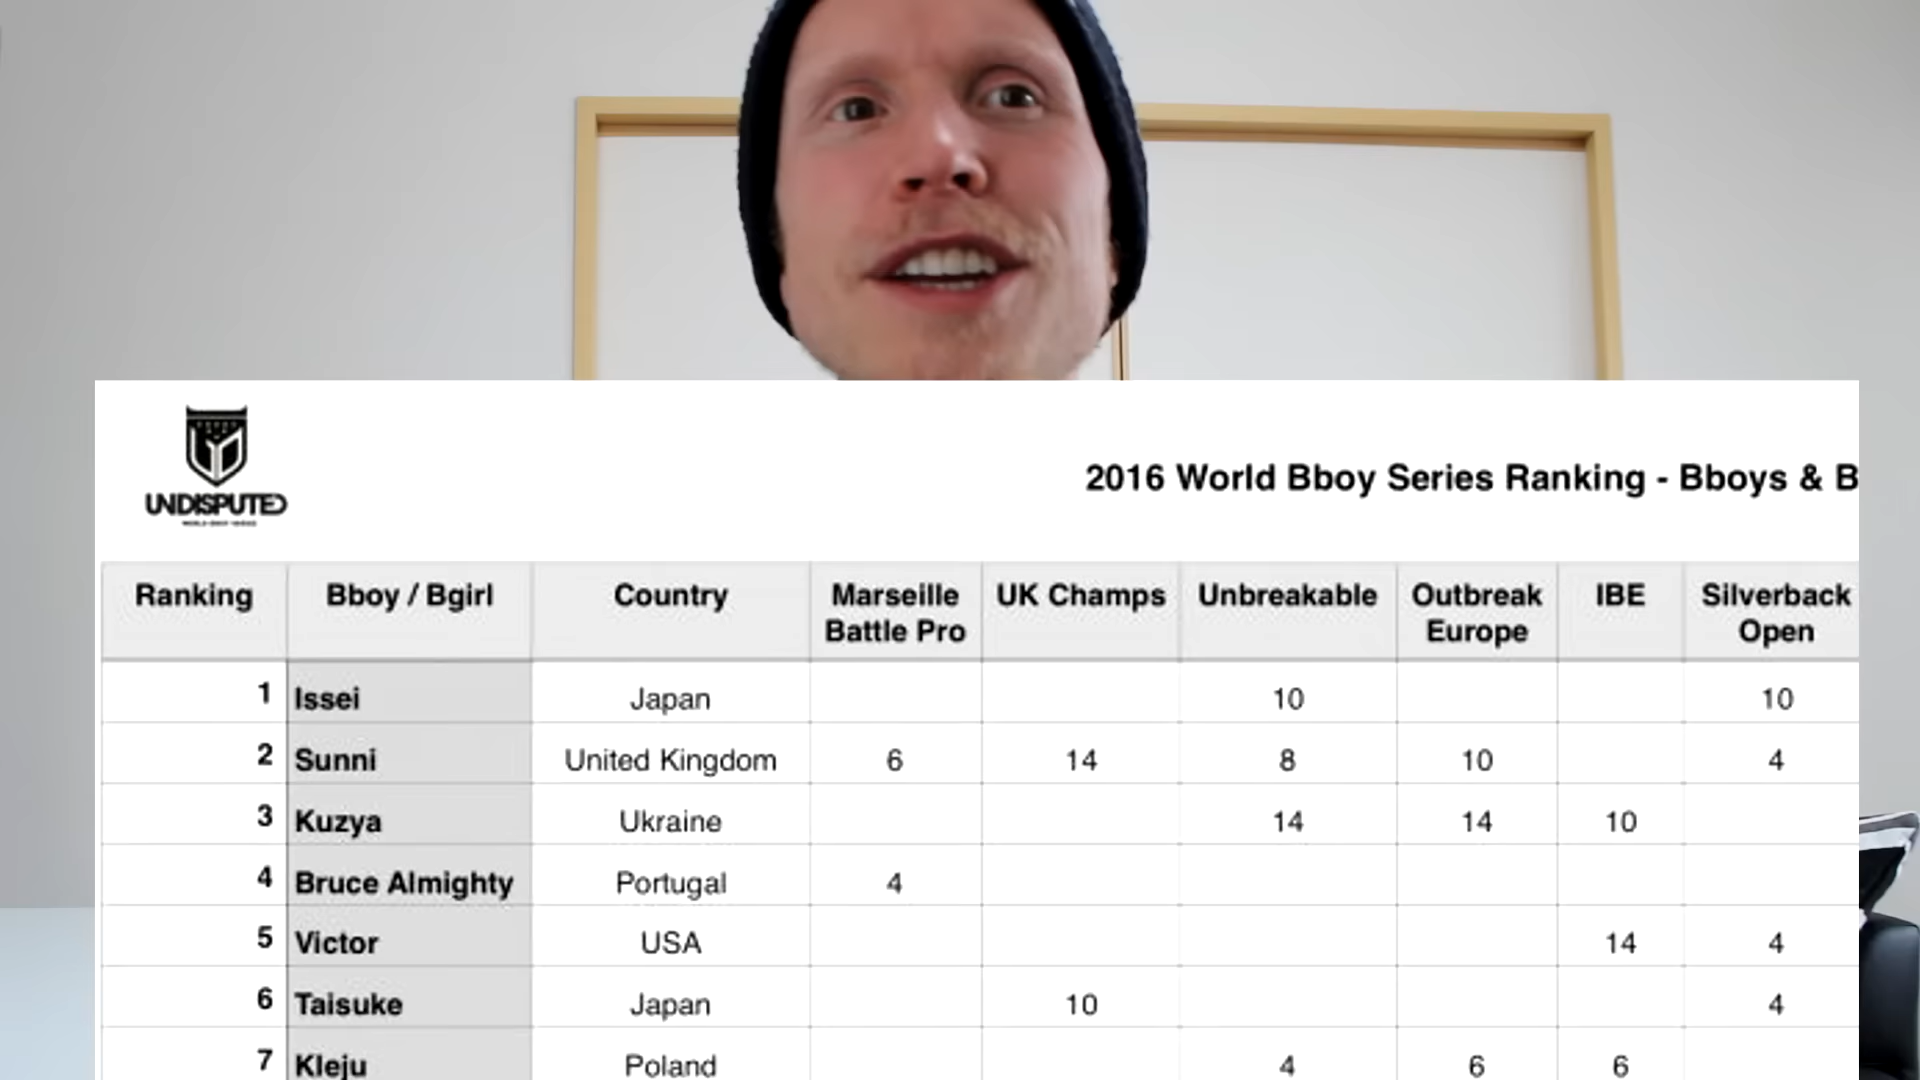 UNDISPUTED
2016 World Bboy Series Ranking - Bboys & B
Ranking Bboy / Bgirl Country Marseille Battle Pro UK Champs Unbreakable Outbreak Europe IBE Silverback Open
1 Issei Japan 10 10
2 Sunni United Kingdom 6 14 8 10 4
3 Kuzya Ukraine 14 14 10
4 Bruce Almighty Portugal 4
5 Victor USA 14 4
6 Taisuke Japan 10 4
7 Kleju Poland 4 6 6